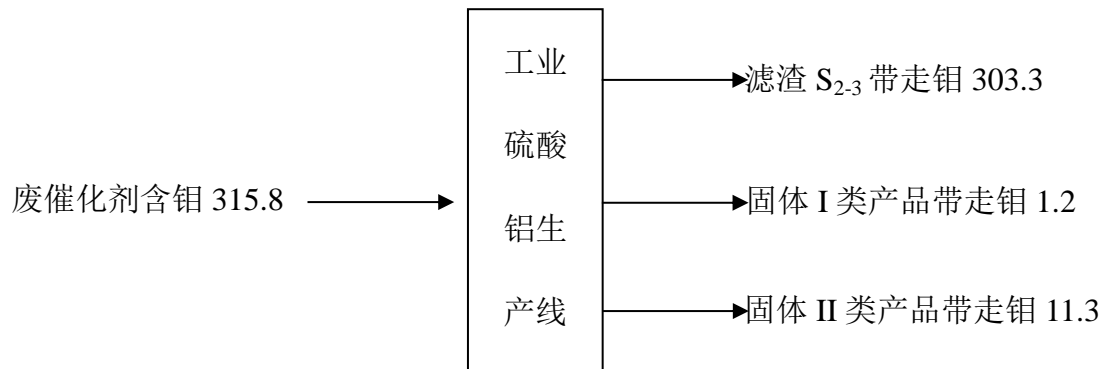 工业
硫酸
铝生
产线
废催化剂含钼 315.8
滤渣 S2-3 带走钼 303.3
固体 I 类产品带走钼 1.2
固体 II 类产品带走钼 11.3